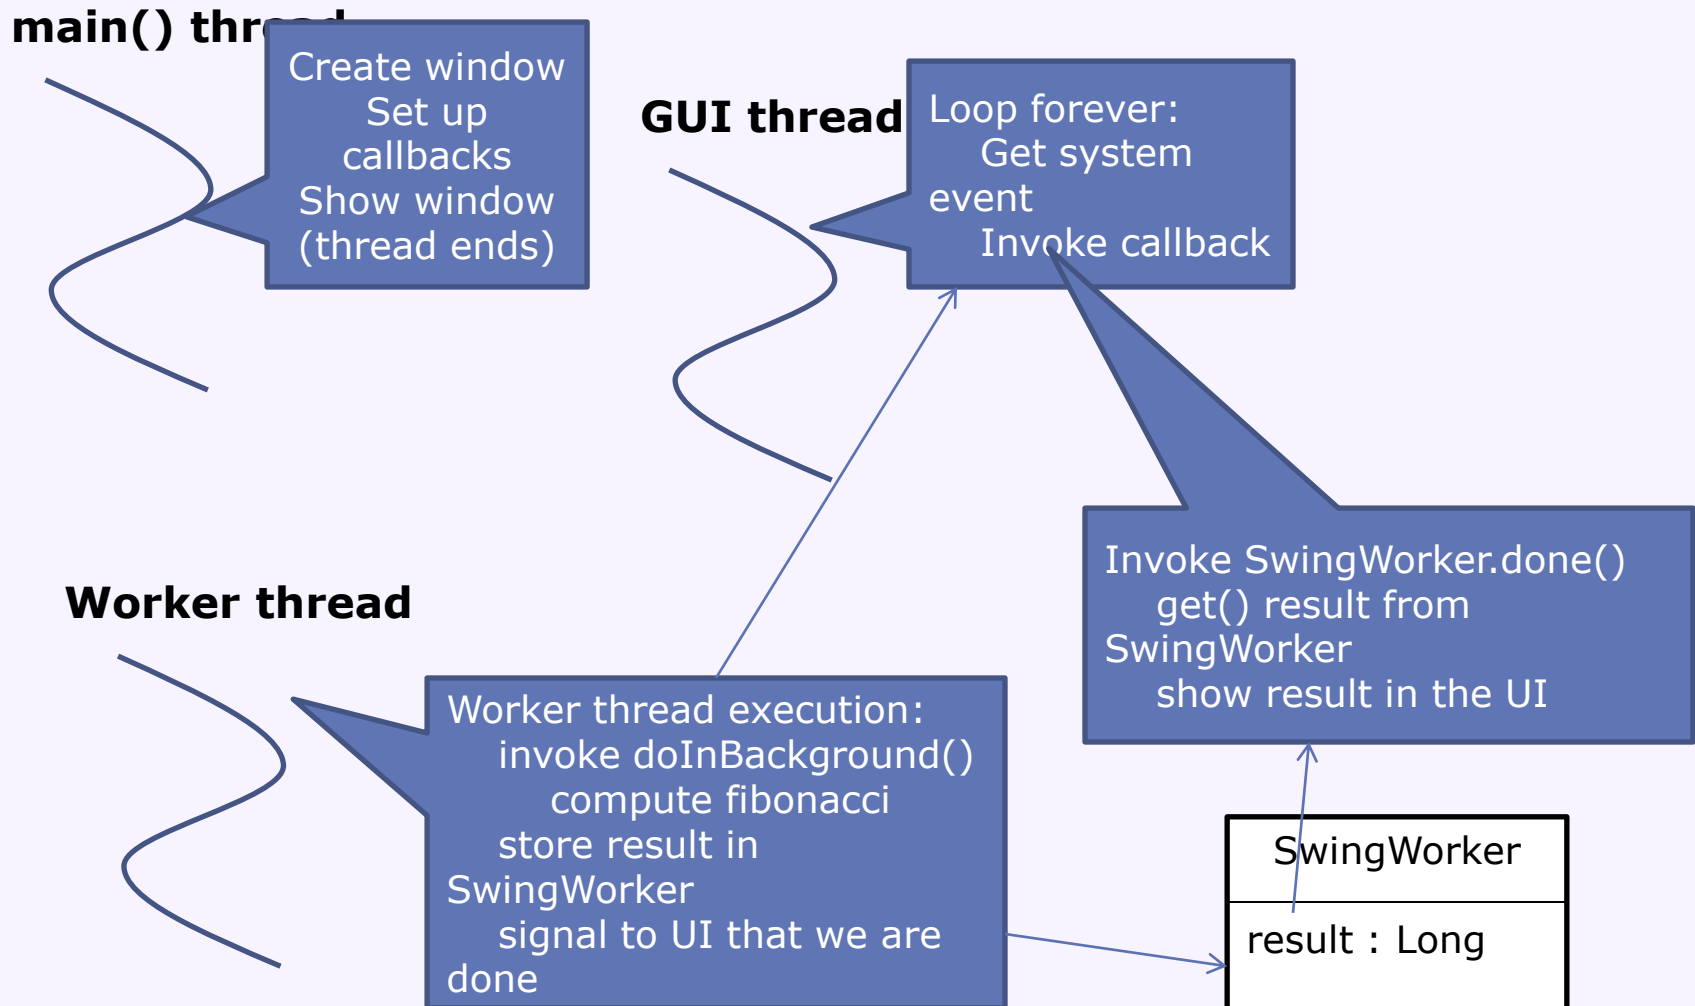 main() thre
Create window
Set up
callbacks
Show window
(thread ends)
GUI thread
Loop forever:
Get system
event
Invoke callback
Invoke SwingWorker.done()
get() result from
SwingWorker
show result in the UI
Worker thread
Worker thread execution:
invoke doInBackground()
compute fibonacci
store result in
SwingWorker
signal to UI that we are
done
SwingWorker
result : Long